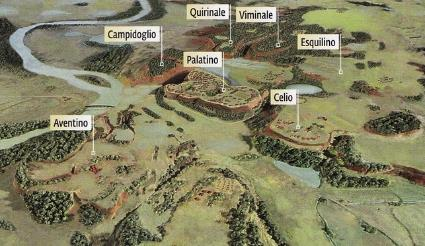 Quirinale
Viminale
Campidoglio
Esquilino
Palatino
Celio
Aventino